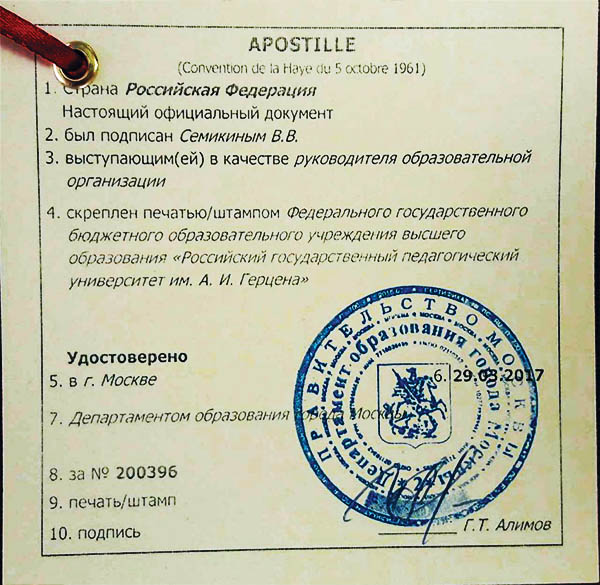 APOSTILLE
(Convention de la Haye du 5 octobre 1961)
1. Страна Российская Федерация
Настоящий официальный документ
2. был подписан Семикиным В.В.
3. выступающим(ей) в качестве руководителя образовательной
организации
4. скреплен печатью/штампом Федерального государственного
бюджетного образовательного учреждения высшего
образования «Российский государственный педагогический
университет им. А. И. Герцена»
Удостоверено
5. в г. Москве
6. 29.03.2017
7. Департаментом образования города Москвы
8. за № 200396
9. печать/штамп
10. подпись
Г.Т. Алимов
ПРАВИТЕЛЬСТВО МОСКВЫ
Департамент образования города Москвы